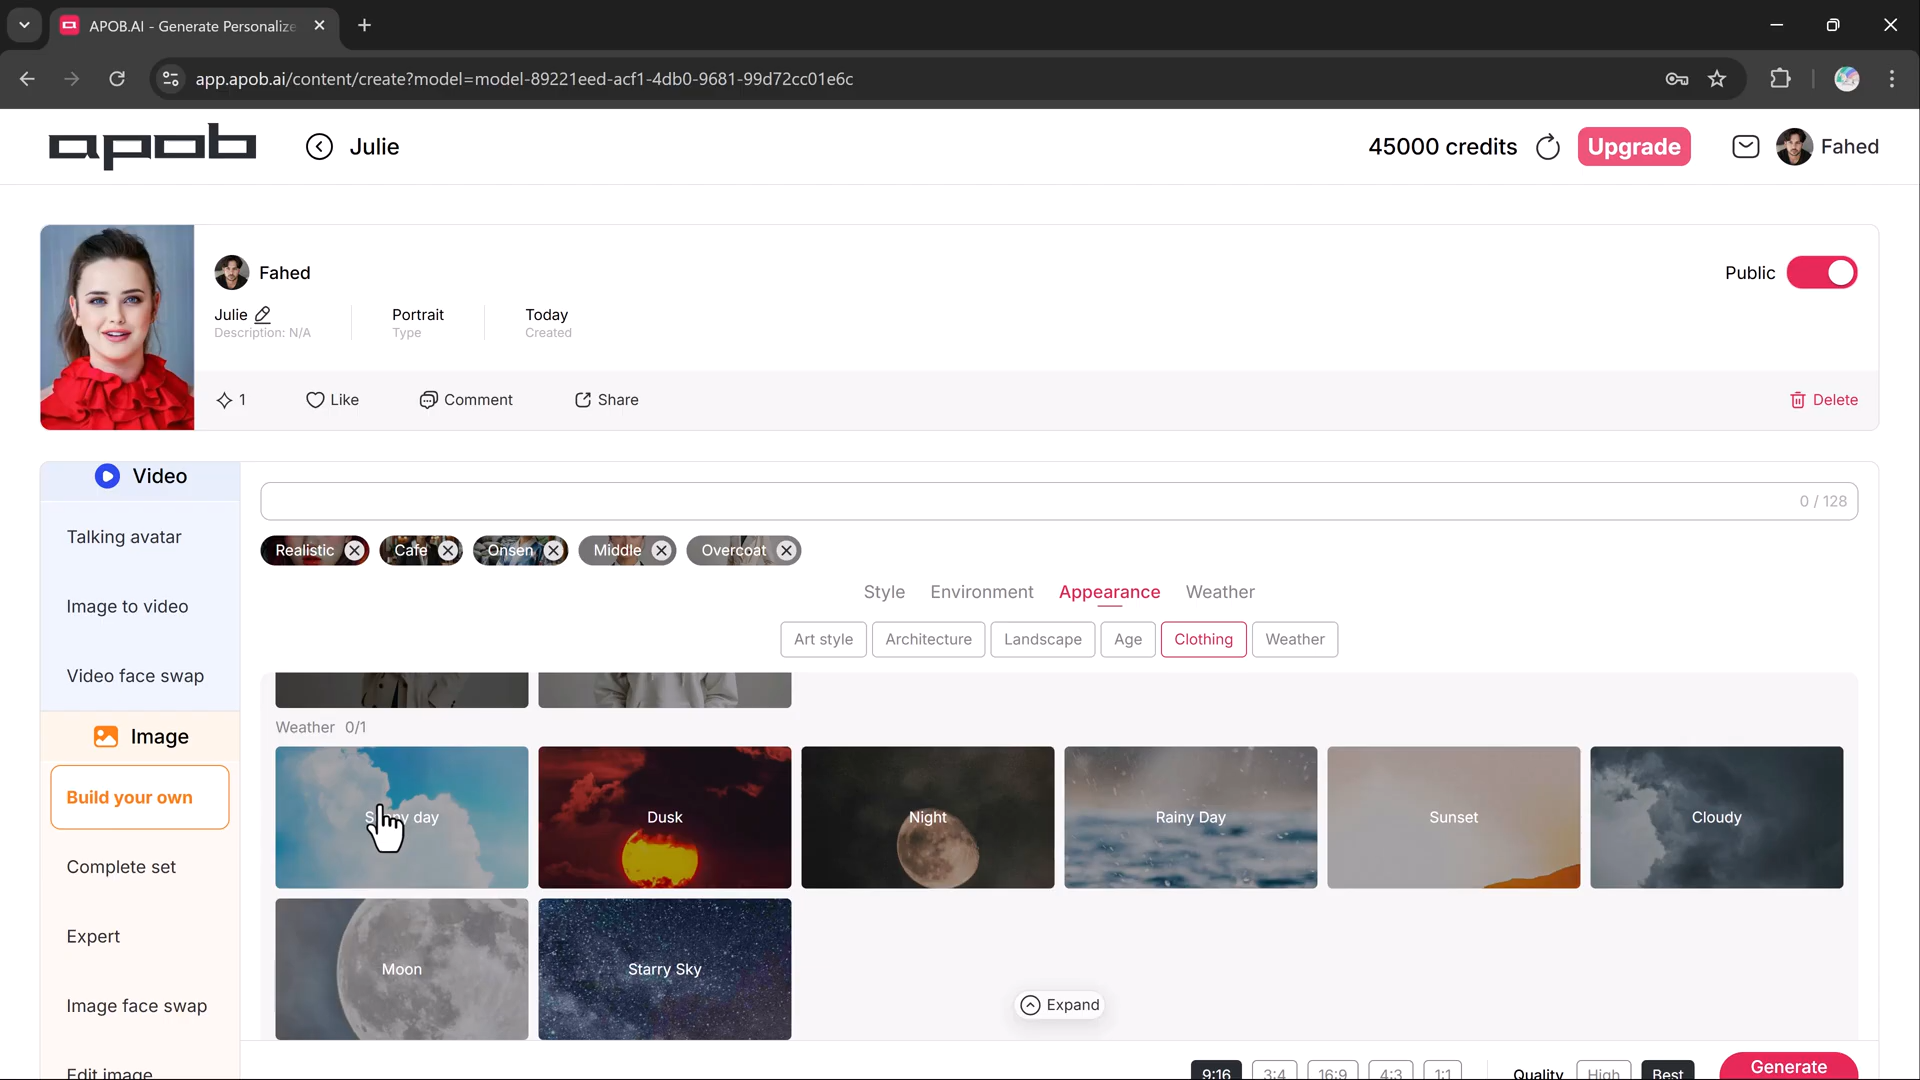 APOB.AI - Generate Personalize
app.apob.ai/content/create?model=model-89221eed-acf1-4db0-9681-99d72cc01e6c
apob
Julie
45000 credits
Upgrade
Fahed
Fahed
Public
Julie
Portrait
Today
Description: N/A
Type
Created
1
Like
Comment
Share
Delete
Video
Talking avatar
Image to video
Video face swap
Image
Build your own
Complete set
Expert
Image face swap
Edit image
0 / 128
Realistic
Cafe
Onsen
Middle
Overcoat
Style
Environment
Appearance
Weather
Art style
Architecture
Landscape
Age
Clothing
Weather
Weather 0/1
day
Dusk
Night
Rainy Day
Sunset
Cloudy
Moon
Starry Sky
Expand
9:16
3:4
16:9
4:3
1:1
Quality
High
Best
Generate